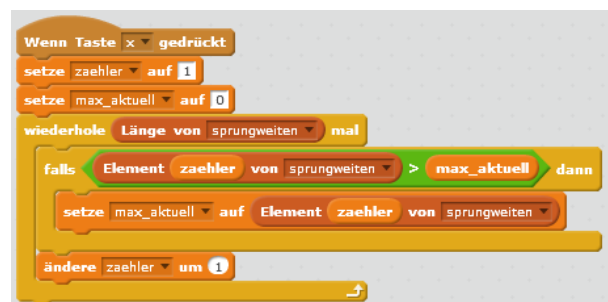 Wenn Taste x gedrückt
setze zaehler auf 1
setze max_aktuell auf 0
wiederhole Länge von sprungweiten mal
falls Element zaehler von sprungweiten > max_aktuell dann
setze max_aktuell auf Element zaehler von sprungweiten
ändere zaehler um 1